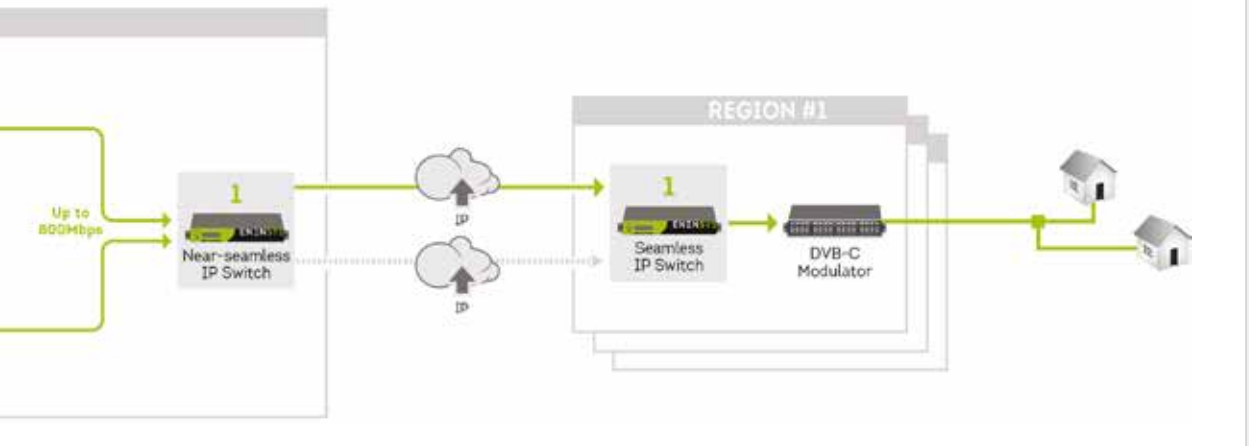 Up to
800Mbps
1
Near-seamless
IP Switch
IP
IP
REGION #1
1
Seamless
IP Switch
DVB-C
Modulator